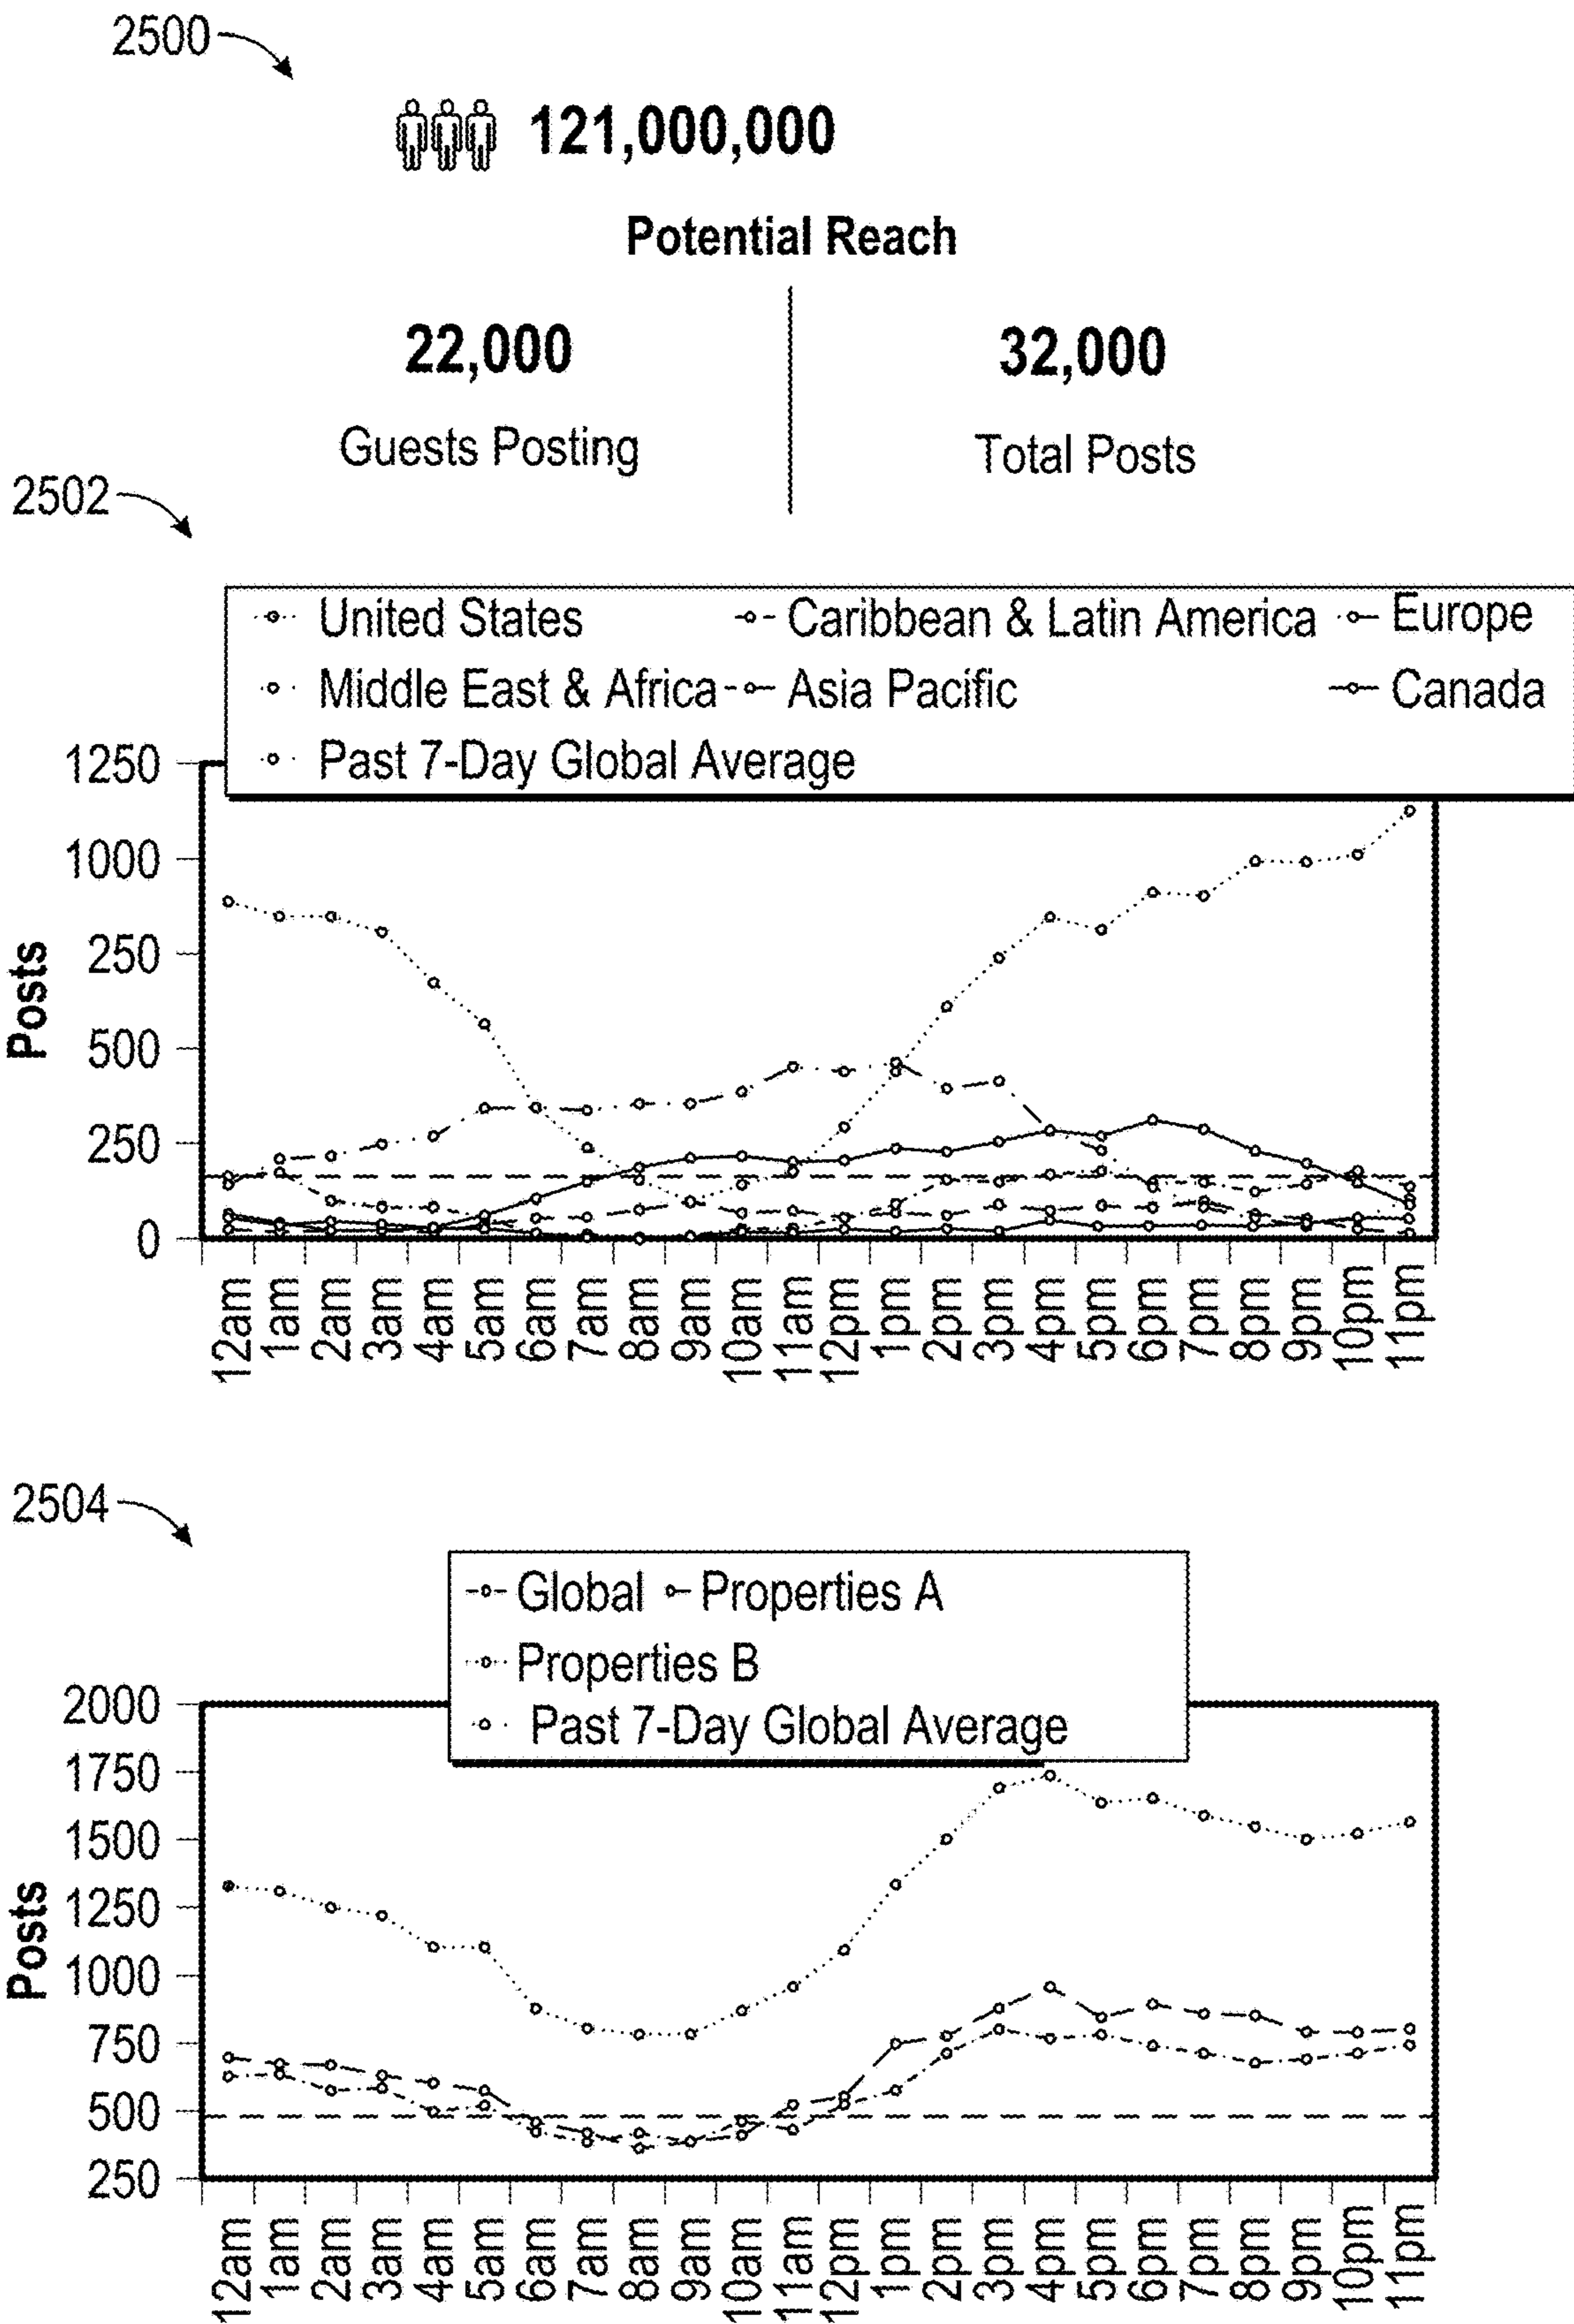 2500
121,000,000
Potential Reach
22,000
32,000
Guests Posting
Total Posts
2502
United States
Caribbean & Latin America
Europe
Middle East & Africa
Asia Pacific
Canada
Past 7-Day Global Average
1250
1000
250
500
250
0
Posts
12am
1am
2am
3am
4am
5am
6am
7am
8am
9am
10am
11am
12pm
1pm
2pm
3pm
4pm
5pm
6pm
7pm
8pm
9pm
10pm
11pm
2504
Global
Properties A
Properties B
Past 7-Day Global Average
2000
1750
1500
1250
1000
750
500
250
Posts
12am
1am
2am
3am
4am
5am
6am
7am
8am
9am
10am
11am
12pm
1pm
2pm
3pm
4pm
5pm
6pm
7pm
8pm
9pm
10pm
11pm